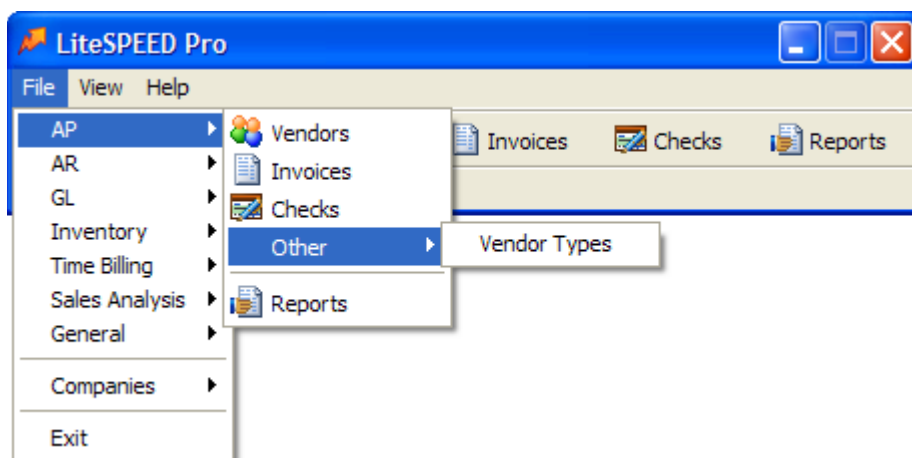 LiteSPEED Pro
File View Help
AP
AR
GL
Inventory
Time Billing
Sales Analysis
General
Companies
Exit
Vendors
Invoices
Checks
Other
Reports
Vendor Types
Invoices Checks Reports